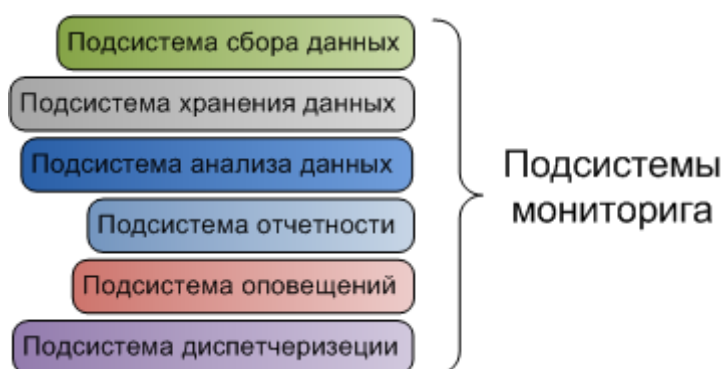 Подсистема сбора данных
Подсистема хранения данных
Подсистема анализа данных
Подсистема отчетности
Подсистема оповещений
Подсистема диспетчеризеции
Подсистемы
мониторига